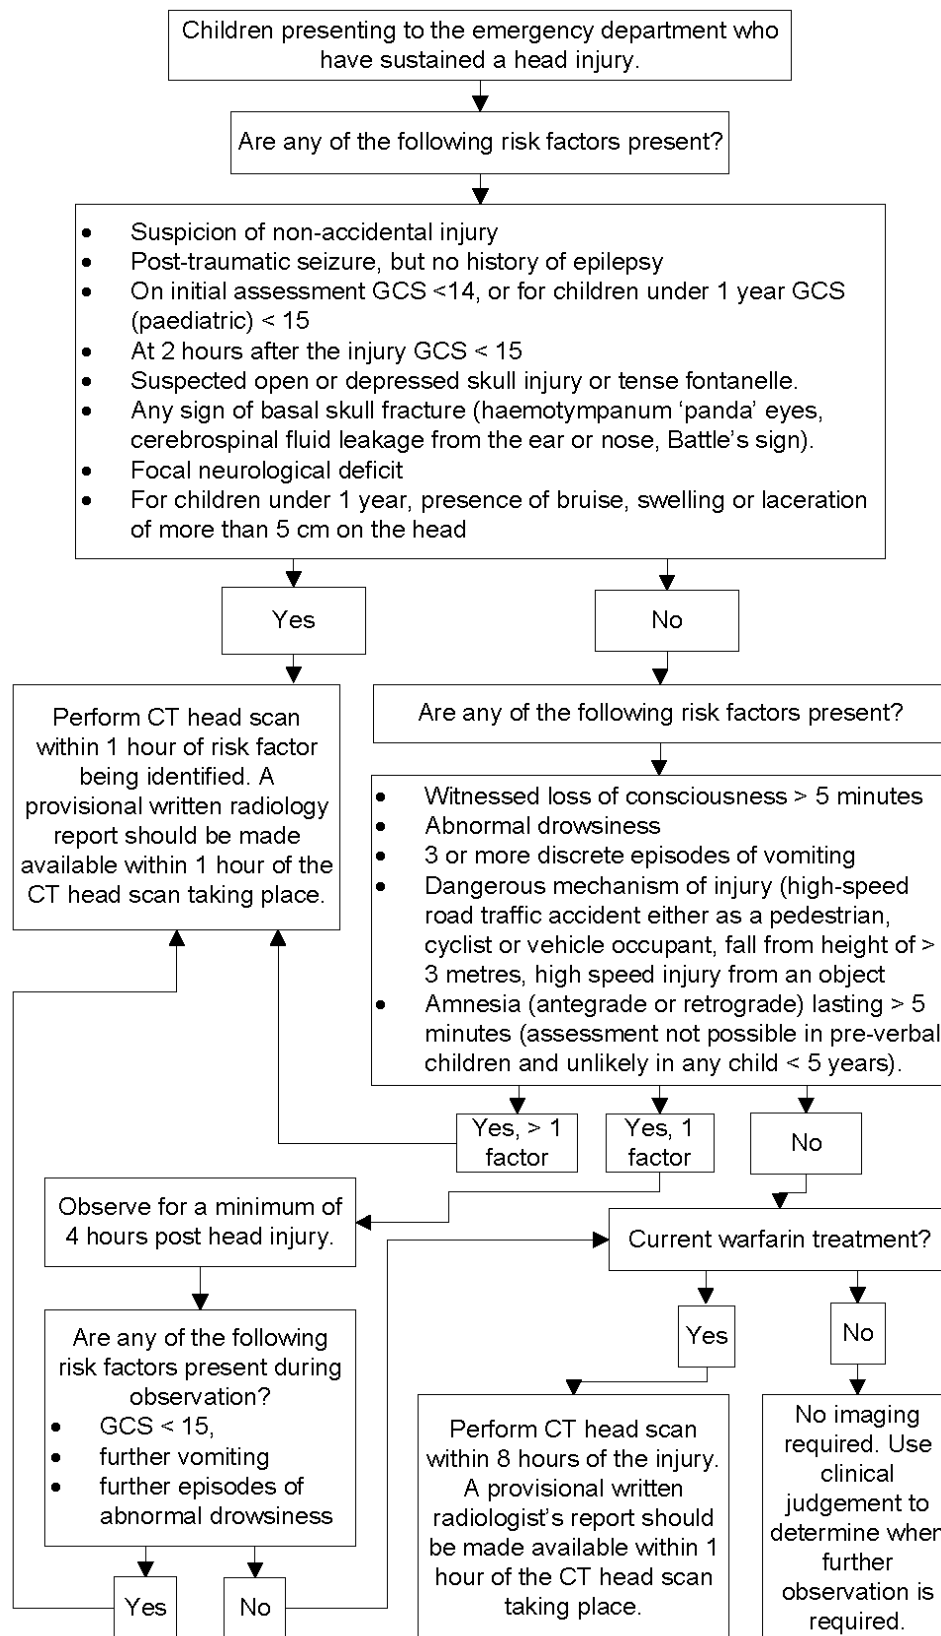 Children presenting to the emergency department who
have sustained a head injury.
Are any of the following risk factors present?
• Suspicion of non-accidental injury
• Post-traumatic seizure, but no history of epilepsy
• On initial assessment GCS <14, or for children under 1 year GCS
(paediatric) < 15
• At 2 hours after the injury GCS < 15
• Suspected open or depressed skull injury or tense fontanelle.
• Any sign of basal skull fracture (haemotympanum ‘panda’ eyes,
cerebrospinal fluid leakage from the ear or nose, Battle’s sign).
• Focal neurological deficit
• For children under 1 year, presence of bruise, swelling or laceration
of more than 5 cm on the head
Yes
No
Perform CT head scan
within 1 hour of risk factor
being identified. A
provisional written radiology
report should be made
available within 1 hour of the
CT head scan taking place.
Are any of the following risk factors present?
• Witnessed loss of consciousness > 5 minutes
• Abnormal drowsiness
• 3 or more discrete episodes of vomiting
• Dangerous mechanism of injury (high-speed
road traffic accident either as a pedestrian,
cyclist or vehicle occupant, fall from height of >
3 metres, high speed injury from an object
• Amnesia (antegrade or retrograde) lasting > 5
minutes (assessment not possible in pre-verbal
children and unlikely in any child < 5 years).
Yes, > 1
factor
Yes, 1
factor
No
Observe for a minimum of
4 hours post head injury.
Current warfarin treatment?
Are any of the following
risk factors present during
observation?
• GCS < 15,
• further vomiting
• further episodes of
abnormal drowsiness
Yes
No
Yes
No
Perform CT head scan
within 8 hours of the injury.
A provisional written
radiologist’s report should
be made available within 1
hour of the CT head scan
taking place.
No imaging
required. Use
clinical
judgement to
determine when
further
observation is
required.